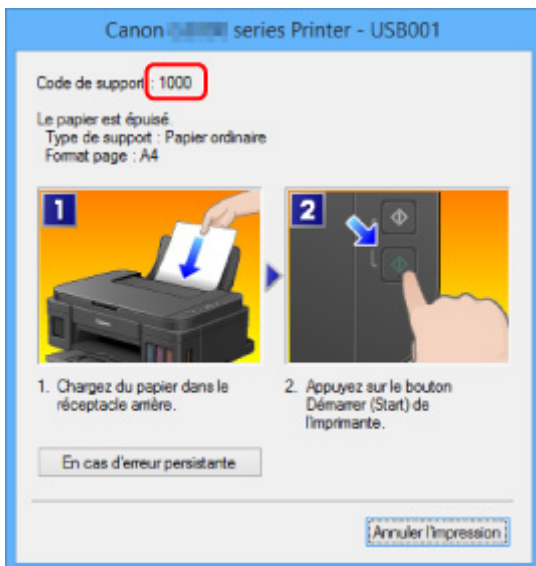 Canon series Printer - USB001
Code de support : 1000
Le papier est épuisé.
Type de support : Papier ordinaire
Format page : A4
1
2
1. Chargez du papier dans le
réceptacle arrière.
2. Appuyez sur le bouton
Démarrer (Start) de
l'imprimante.
En cas d'erreur persistante
Annuler l'impression